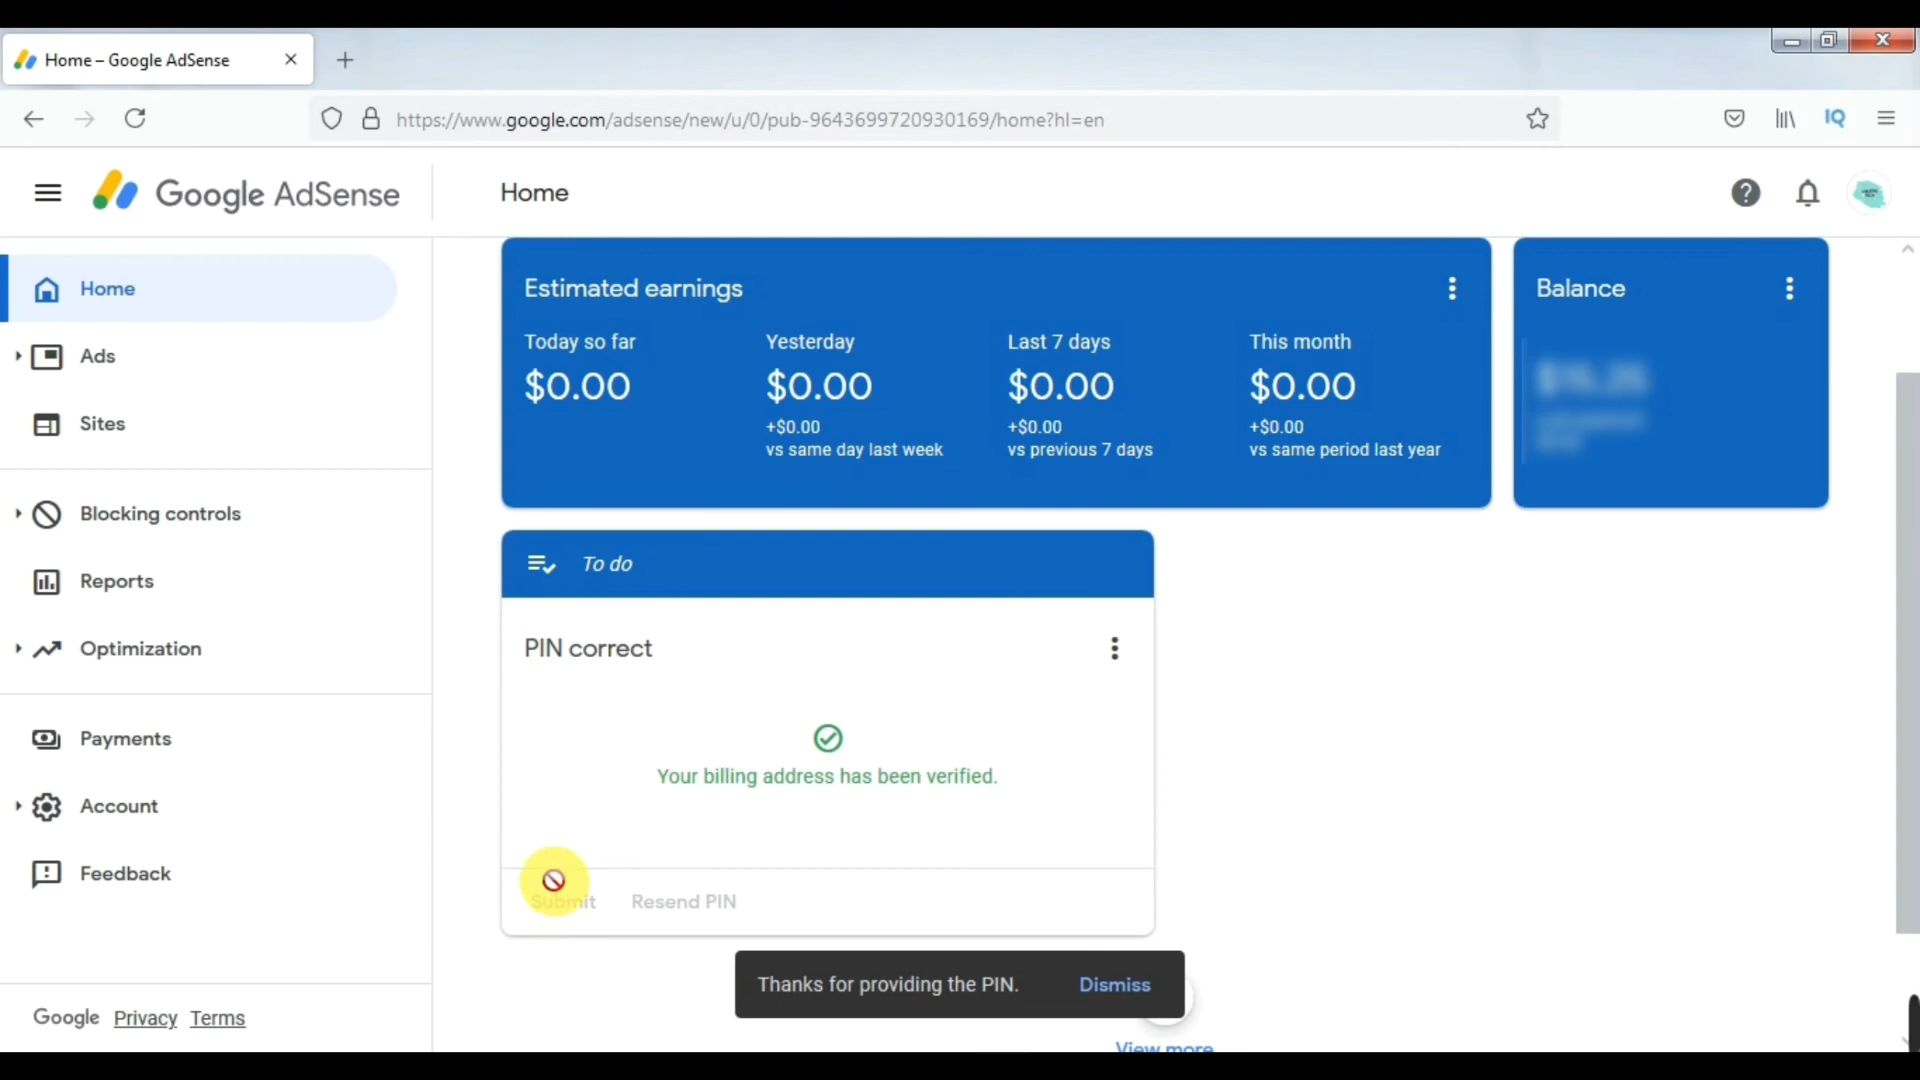 Home – Google AdSense
https://www.google.com/adsense/new/u/0/pub-9643699720930169/home?hl=en
IQ
Google AdSense
Home
Home
Ads
Sites
Blocking controls
Reports
Optimization
Payments
Account
Feedback
Google Privacy Terms
Estimated earnings
Today so far
$0.00
Yesterday
$0.00
+$0.00
vs same day last week
Last 7 days
$0.00
+$0.00
vs previous 7 days
This month
$0.00
+$0.00
vs same period last year
Balance
To do
PIN correct
Your billing address has been verified.
Submit Resend PIN
Thanks for providing the PIN. Dismiss
View more